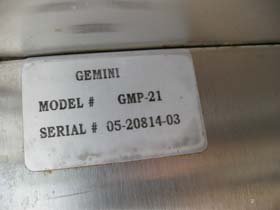 GEMINI
MODEL # GMP-21
SERIAL # 05-20814-03